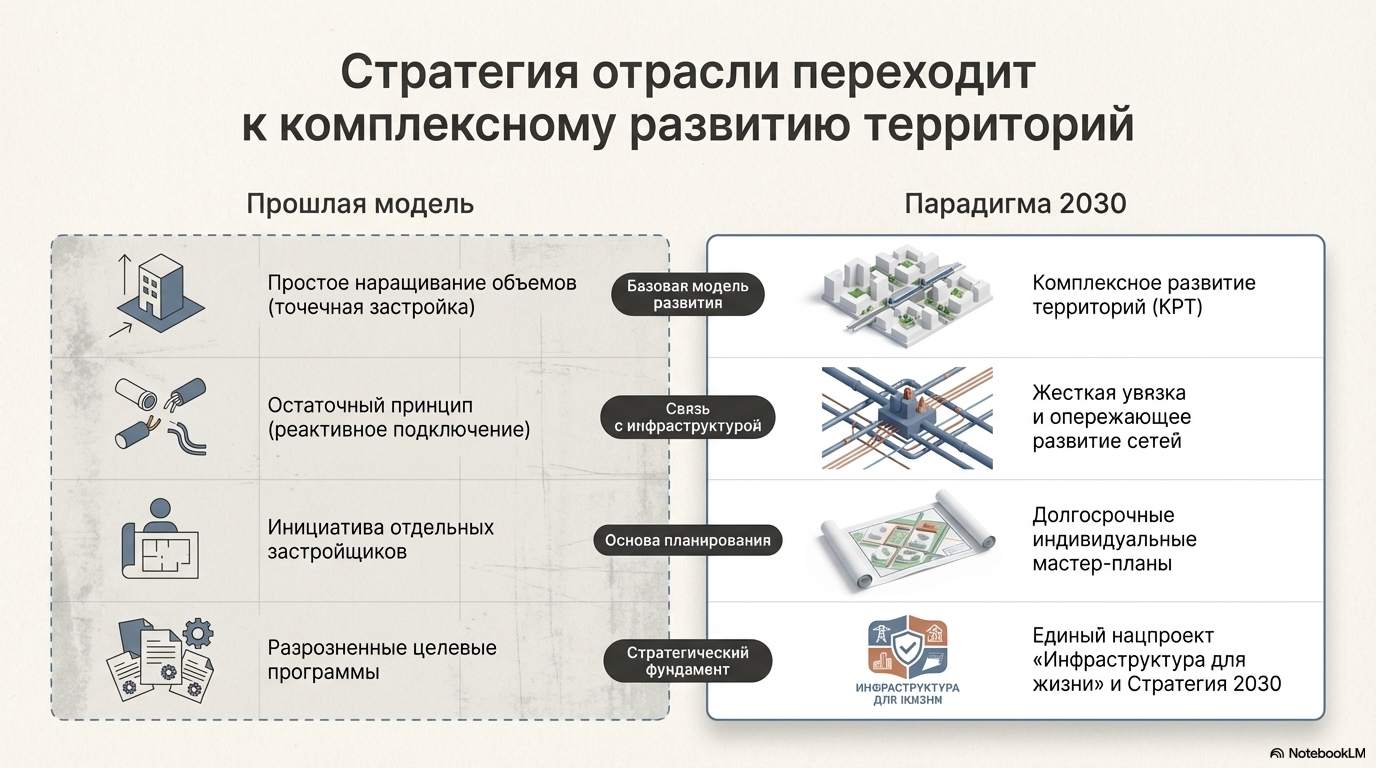 Стратегия отрасли переходит
к комплексному развитию территорий
Прошлая модель
Парадигма 2030
Простое наращивание объемов
(точечная застройка)
Базовая модель
развития
Комплексное развитие
территорий (КРТ)
Остаточный принцип
(реактивное подключение)
Связь
с инфраструктурой
Жесткая увязка
и опережающее
развитие сетей
Инициатива отдельных
застройщиков
Основа планирования
Долгосрочные
индивидуальные
мастер-планы
Разрозненные целевые
программы
Стратегический
фундамент
ИНФРАСТРУКТУРА
ДЛЯ
Единый нацпроект
«Инфраструктура для
жизни» и Стратегия 2030
NotebookLM